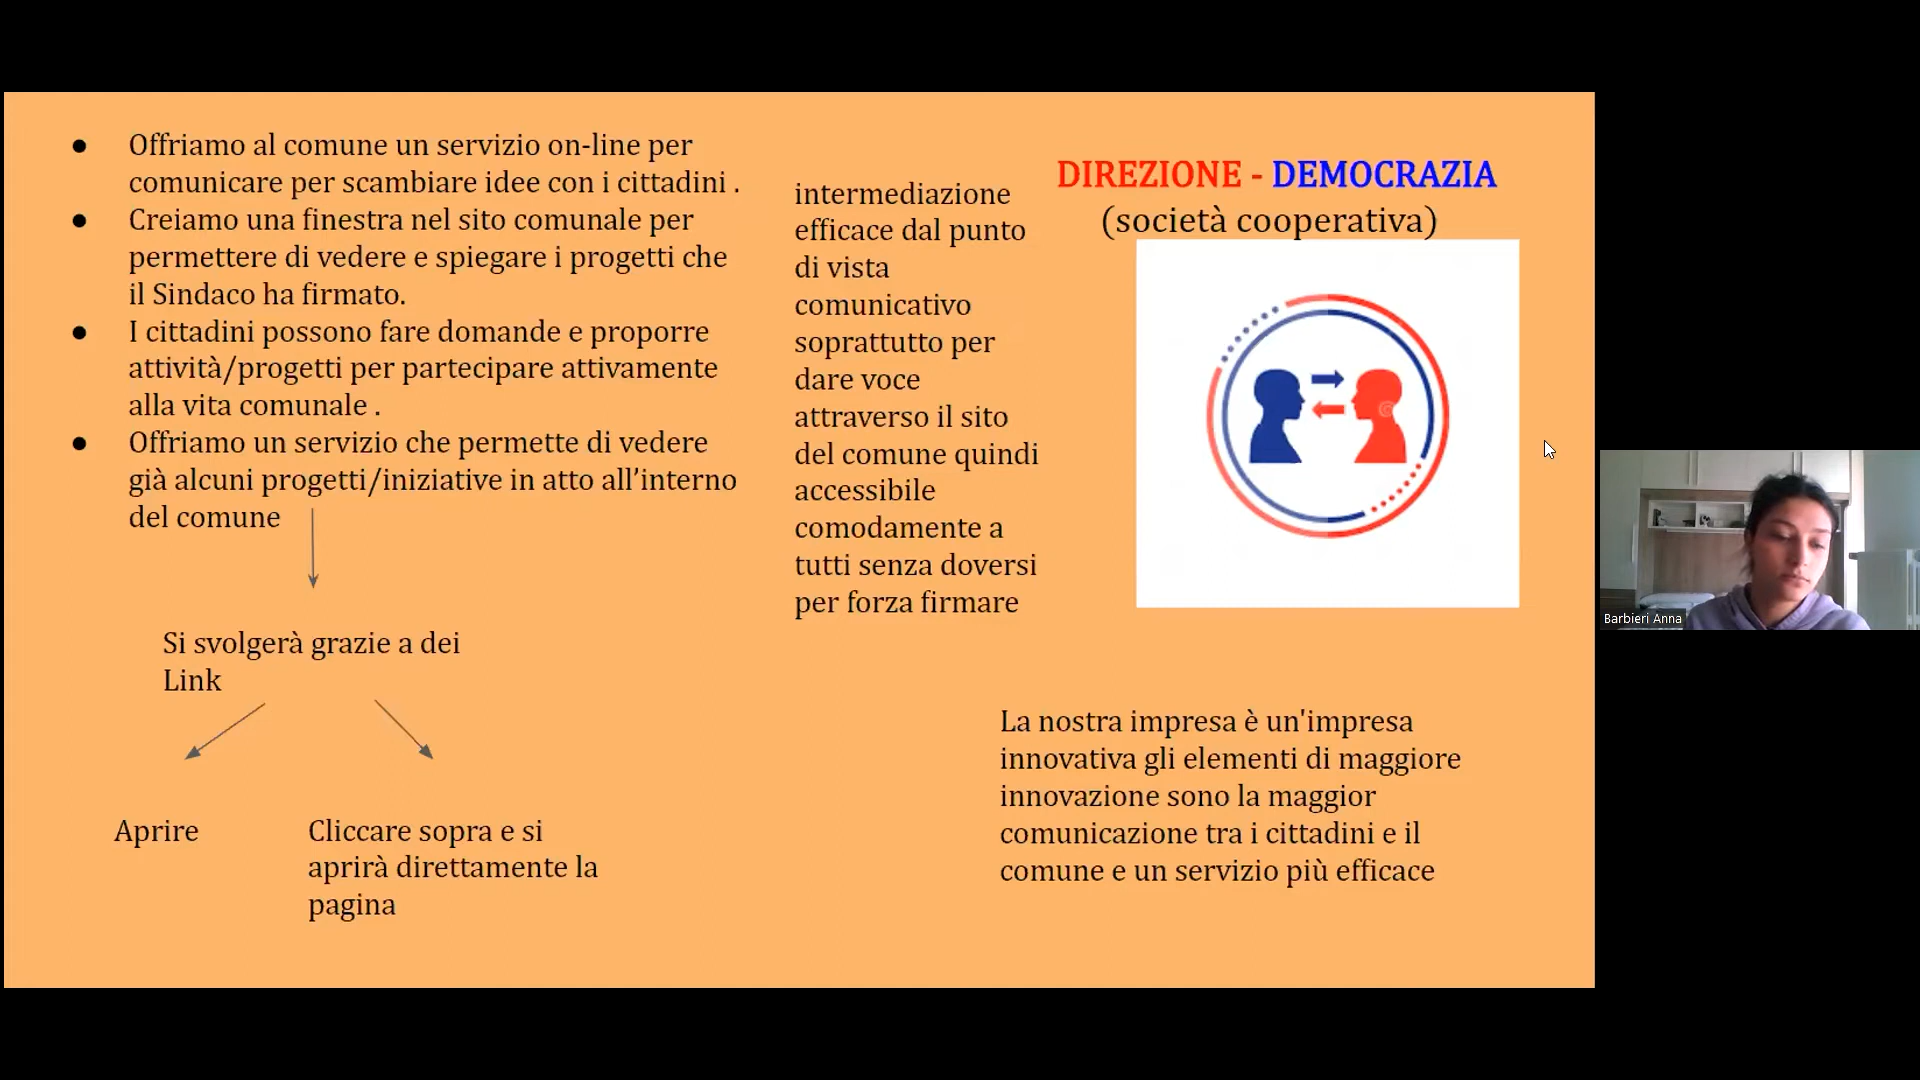 ● Offriamo al comune un servizio on-line per
comunicare per scambiare idee con i cittadini .
● Creiamo una finestra nel sito comunale per
permettere di vedere e spiegare i progetti che
il Sindaco ha firmato.
● I cittadini possono fare domande e proporre
attività/progetti per partecipare attivamente
alla vita comunale .
● Offriamo un servizio che permette di vedere
già alcuni progetti/iniziative in atto all’interno
del comune
Si svolgerà grazie a dei
Link
Aprire
Cliccare sopra e si
aprirà direttamente la
pagina
intermediazione
efficace dal punto
di vista
comunicativo
soprattutto per
dare voce
attraverso il sito
del comune quindi
accessibile
comodamente a
tutti senza doversi
per forza firmare
DIREZIONE - DEMOCRAZIA
(società cooperativa)
La nostra impresa è un'impresa
innovativa gli elementi di maggiore
innovazione sono la maggior
comunicazione tra i cittadini e il
comune e un servizio più efficace
Barbieri Anna